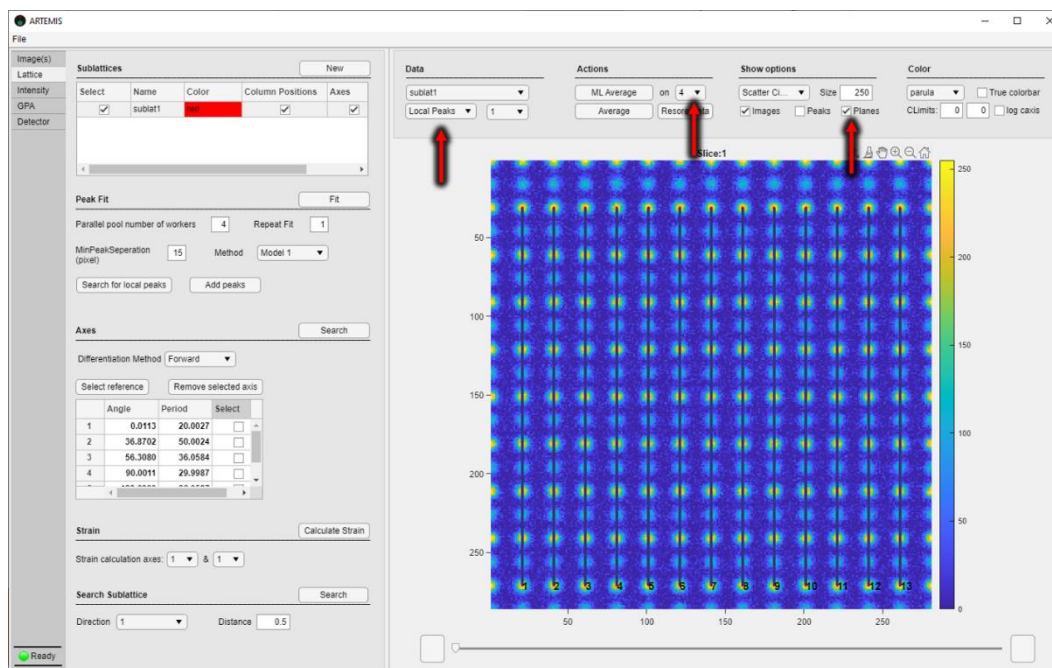 ARTEMIS
File
Image(s)
Lattice
Intensity
GPA
Detector
Sublattices
New
Select Name Color Column Positions Axes
sublat1 red
Peak Fit
Fit
Parallel pool number of workers 4 Repeat Fit 1
MinPeakSeperation
(pixel) 15 Method Model 1
Search for local peaks Add peaks
Axes
Search
Differentiation Method Forward
Select reference Remove selected axis
Angle Period Select
1 0.0113 20.0027
2 36.8702 50.0024
3 56.3080 36.0584
4 90.0011 29.9987
Strain
Calculate Strain
Strain calculation axes: 1 & 1
Search Sublattice
Search
Direction 1 Distance 0.5
Ready
Data
sublat1
Local Peaks 1
Actions
ML Average on 4
Average
Show options
Scatter Ci... Size 250
Images Peaks Planes
Color
parula True colorbar
CLimits: 0 0 log caxis
Slice:1
50
100
150
200
250
1 2 3 4 5 6 7 8 9 10 11 12 13
50 100 150 200 250
250
200
150
100
50
0